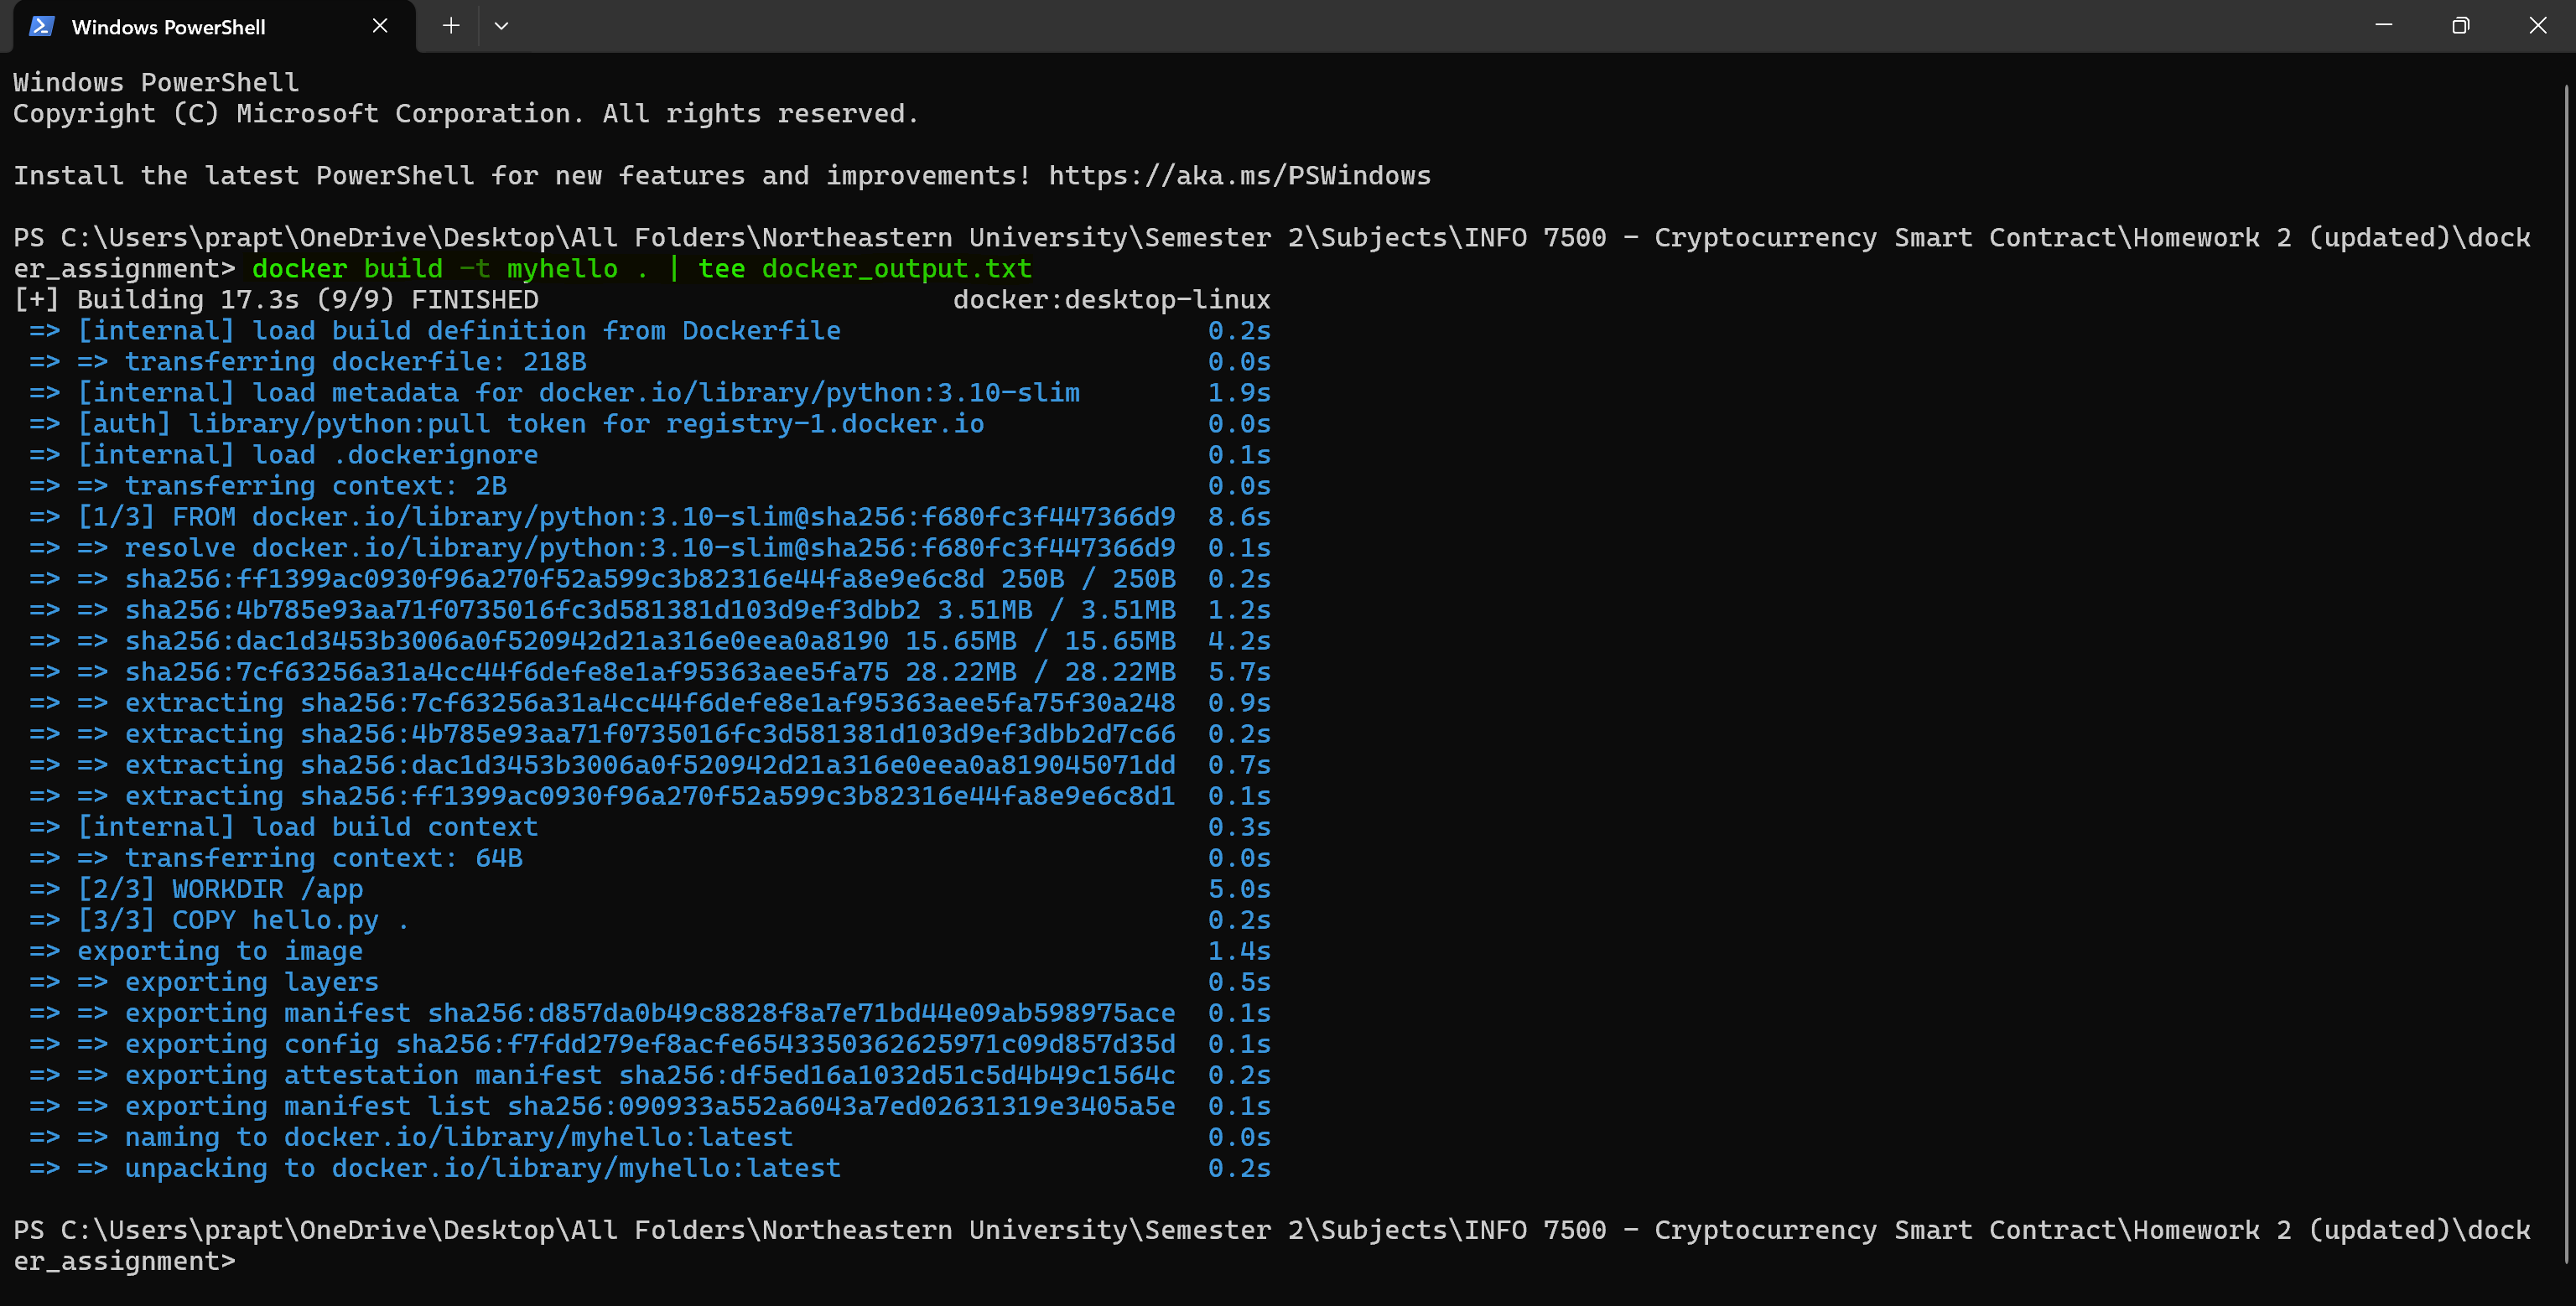 Windows PowerShell
Windows PowerShell
Copyright (C) Microsoft Corporation. All rights reserved.
Install the latest PowerShell for new features and improvements! https://aka.ms/PSWindows
PS C:\Users\prapt\OneDrive\Desktop\All Folders\Northeastern University\Semester 2\Subjects\INFO 7500 - Cryptocurrency Smart Contract\Homework 2 (updated)\dock
er_assignment> docker build -t myhello . | tee docker_output.txt
[+] Building 17.3s (9/9) FINISHED docker:desktop-linux
=> [internal] load build definition from Dockerfile 0.2s
=> => transferring dockerfile: 218B 0.0s
=> [internal] load metadata for docker.io/library/python:3.10-slim 1.9s
=> [auth] library/python:pull token for registry-1.docker.io 0.0s
=> [internal] load .dockerignore 0.1s
=> => transferring context: 2B 0.0s
=> [1/3] FROM docker.io/library/python:3.10-slim@sha256:f680fc3f447366d9 8.6s
=> => resolve docker.io/library/python:3.10-slim@sha256:f680fc3f447366d9 0.1s
=> => sha256:ff1399ac0930f96a270f52a599c3b82316e44fa8e9e6c8d 250B / 250B 0.2s
=> => sha256:4b785e93aa71f0735016fc3d581381d103d9ef3dbb2 3.51MB / 3.51MB 1.2s
=> => sha256:dac1d3453b3006a0f520942d21a316e0eea0a8190 15.65MB / 15.65MB 4.2s
=> => sha256:7cf63256a31a4cc44f6defe8e1af95363aee5fa75 28.22MB / 28.22MB 5.7s
=> => extracting sha256:7cf63256a31a4cc44f6defe8e1af95363aee5fa75f30a248 0.9s
=> => extracting sha256:4b785e93aa71f0735016fc3d581381d103d9ef3dbb2d7c66 0.2s
=> => extracting sha256:dac1d3453b3006a0f520942d21a316e0eea0a819045071dd 0.7s
=> => extracting sha256:ff1399ac0930f96a270f52a599c3b82316e44fa8e9e6c8d1 0.1s
=> [internal] load build context 0.3s
=> => transferring context: 64B 0.0s
=> [2/3] WORKDIR /app 5.0s
=> [3/3] COPY hello.py . 0.2s
=> exporting to image 1.4s
=> => exporting layers 0.5s
=> => exporting manifest sha256:d857da0b49c8828f8a7e71bd44e09ab598975ace 0.1s
=> => exporting config sha256:f7fdd279ef8acfe6543350362625971c09d857d35d 0.1s
=> => exporting attestation manifest sha256:df5ed16a1032d51c5d4b49c1564c 0.2s
=> => exporting manifest list sha256:090933a552a6043a7ed02631319e3405a5e 0.1s
=> => naming to docker.io/library/myhello:latest 0.0s
=> => unpacking to docker.io/library/myhello:latest 0.2s
PS C:\Users\prapt\OneDrive\Desktop\All Folders\Northeastern University\Semester 2\Subjects\INFO 7500 - Cryptocurrency Smart Contract\Homework 2 (updated)\dock
er_assignment>